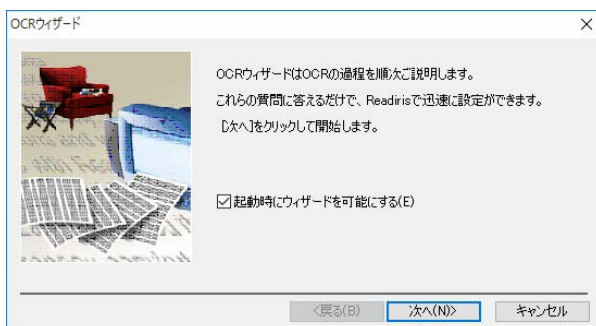 OCRウィザード
OCRウィザードはOCRの過程を順次ご説明します。
これらの質問に答えるだけで、Readirisで迅速に設定ができます。
[次へ]をクリックして開始します。
起動時にウィザードを可能にする(E)
<戻る(B)
次へ(N)>
キャンセル